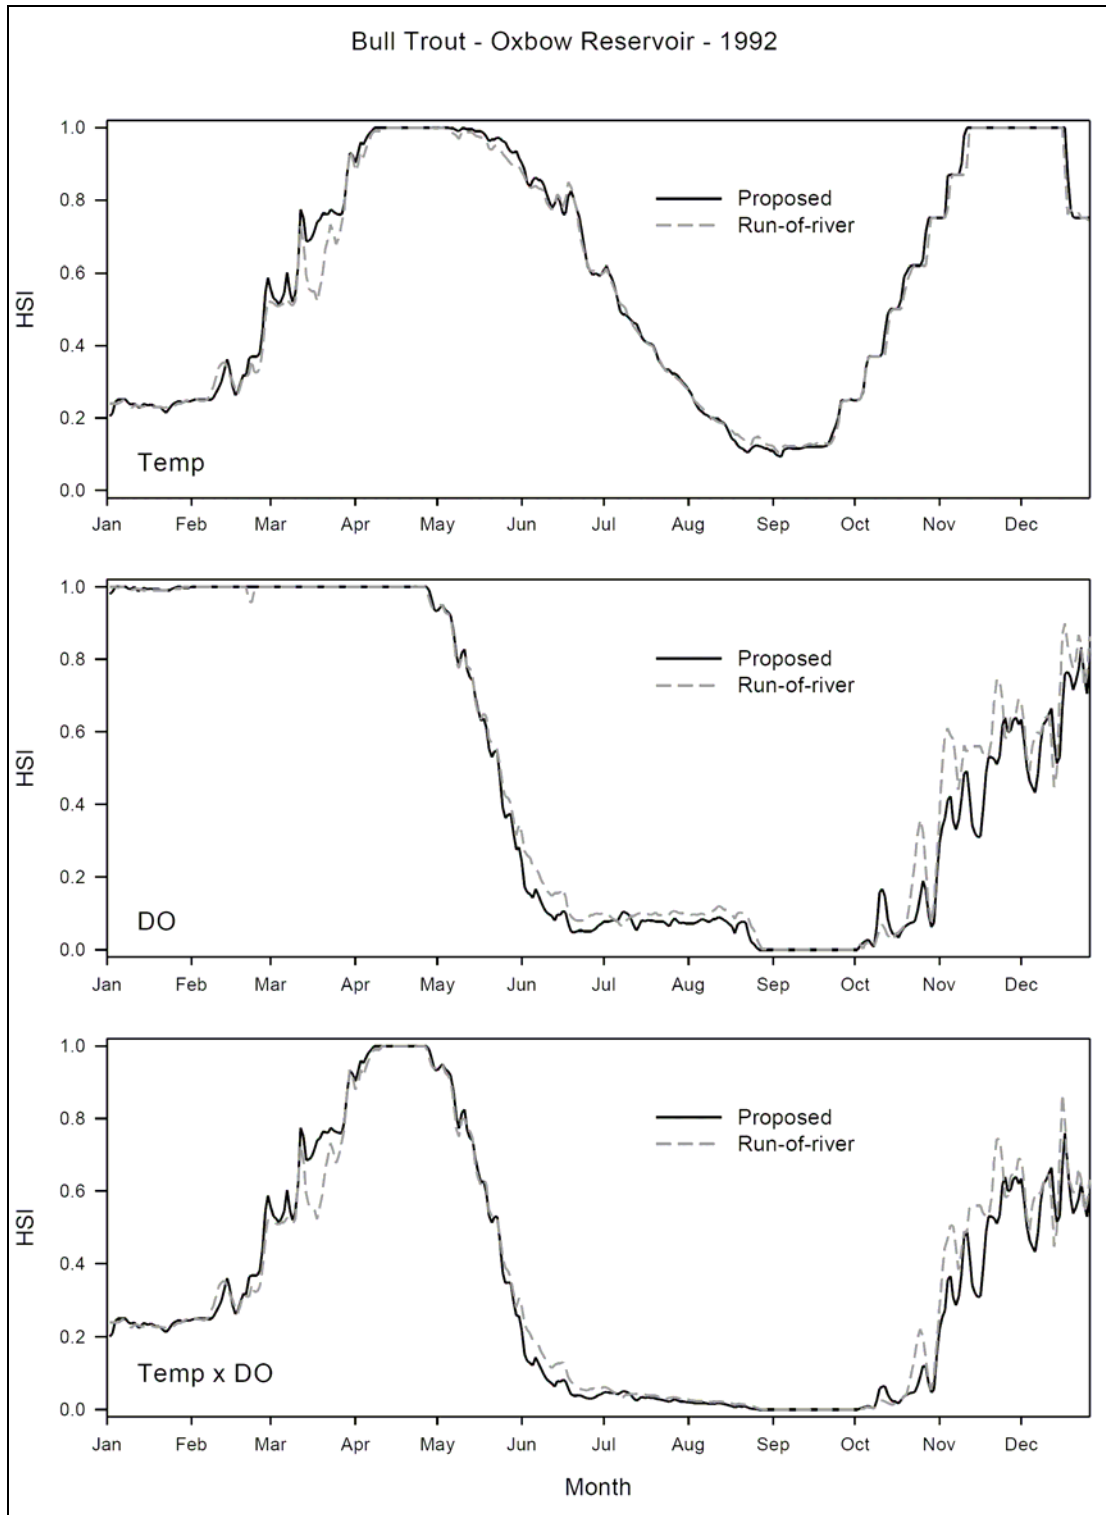 Bull Trout - Oxbow Reservoir - 1992
1.0
0.8
0.6
0.4
0.2
0.0
HSI
Proposed
Run-of-river
Temp
Jan Feb Mar Apr May Jun Jul Aug Sep Oct Nov Dec
1.0
0.8
0.6
0.4
0.2
0.0
HSI
Proposed
Run-of-river
DO
Jan Feb Mar Apr May Jun Jul Aug Sep Oct Nov Dec
1.0
0.8
0.6
0.4
0.2
0.0
HSI
Proposed
Run-of-river
Temp x DO
Jan Feb Mar Apr May Jun Jul Aug Sep Oct Nov Dec
Month